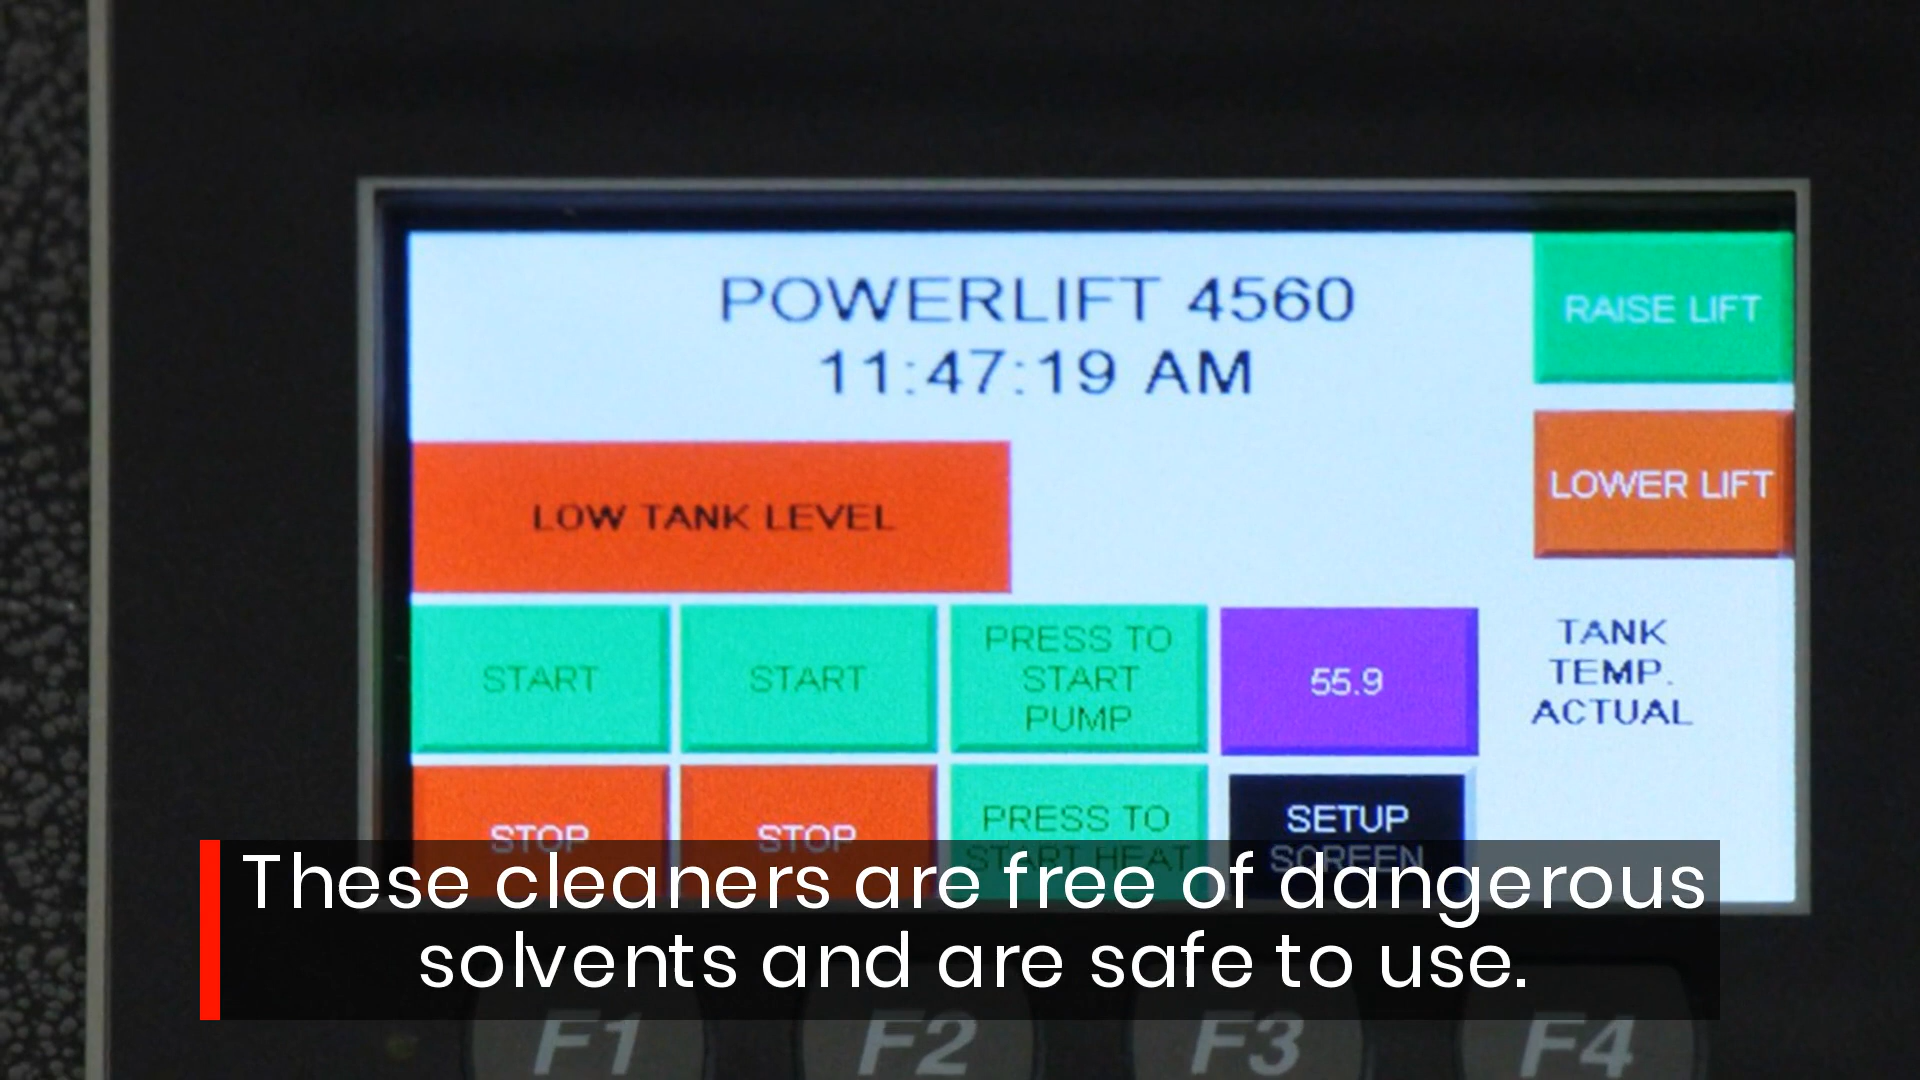 POWERLIFT 4560
11:47:19 AM
RAISE LIFT
LOWER LIFT
LOW TANK LEVEL
START
START
PRESS TO
START
PUMP
55.9
TANK
TEMP.
ACTUAL
STOP
STOP
PRESS TO
START HEAT
SETUP
SCREEN
These cleaners are free of dangerous
solvents and are safe to use.
F1
F2
F3
F4